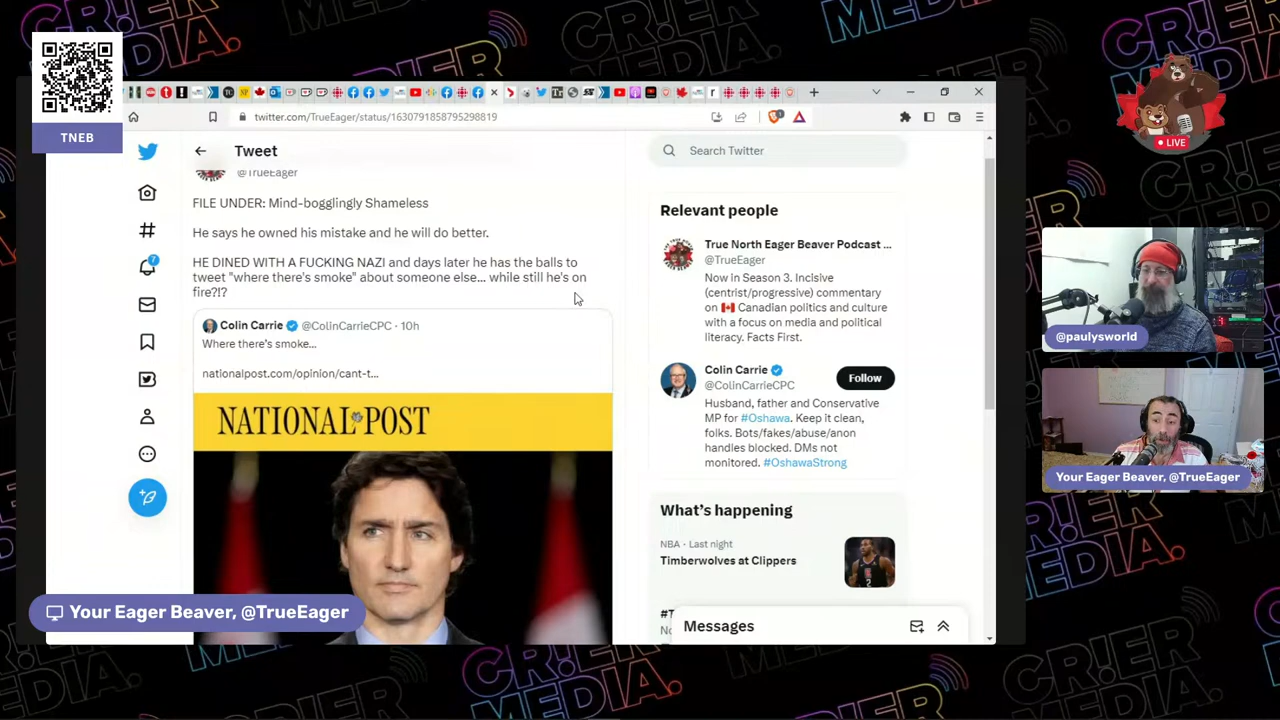 TNEB
twitter.com/TrueEager/status/1630791858795298819
Tweet
@TrueEager
FILE UNDER: Mind-bogglingly Shameless
He says he owned his mistake and he will do better.
HE DINED WITH A FUCKING NAZI and days later he has the balls to
tweet "where there's smoke" about someone else... while still he's on
fire?!?
Colin Carrie @ColinCarrieCPC · 10h
Where there's smoke...
nationalpost.com/opinion/cant-t...
NATIONAL POST
Search Twitter
Relevant people
True North Eager Beaver Podcast ...
@TrueEager
Now in Season 3. Incisive
(centrist/progressive) commentary
on 🇨🇦 Canadian politics and culture
with a focus on media and political
literacy. Facts First.
Colin Carrie
@ColinCarrieCPC
Follow
Husband, father and Conservative
MP for #Oshawa. Keep it clean,
folks. Bots/fakes/abuse/anon
handles blocked. DMs not
monitored. #OshawaStrong
What's happening
NBA · Last night
Timberwolves at Clippers
Messages
7
LIVE
@paulysworld
Your Eager Beaver, @TrueEager
Your Eager Beaver, @TrueEager
CR!ER
MEDIA.